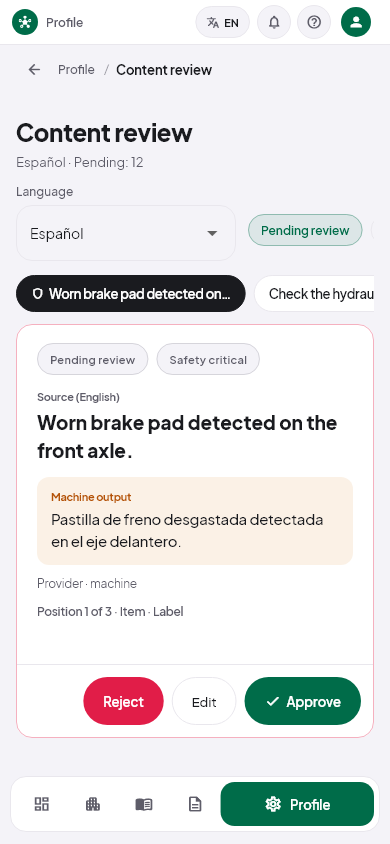 Profile
EN
Profile / Content review
Content review
Español · Pending: 12
Language
Español
Pending review
Worn brake pad detected on...
Check the hydrau
Pending review
Safety critical
Source (English)
Worn brake pad detected on the
front axle.
Machine output
Pastilla de freno desgastada detectada
en el eje delantero.
Provider · machine
Position 1 of 3 · Item · Label
Reject
Edit
Approve
Profile